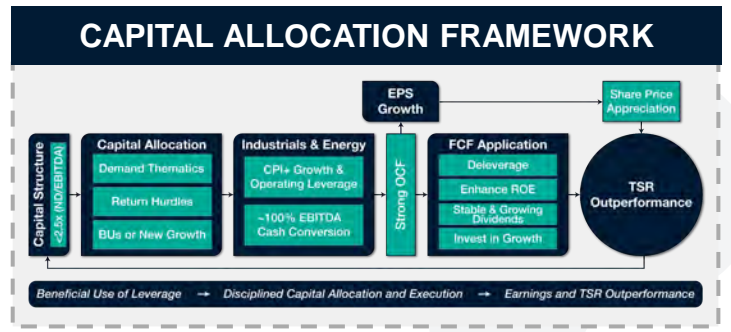 CAPITAL ALLOCATION FRAMEWORK
EPS
Growth
Share Price
Appreciation
Capital Structure
<2.5x (ND/EBITDA)
Capital Allocation
Demand Thematics
Return Hurdles
BUs or New Growth
Industrials & Energy
CPI+ Growth &
Operating Leverage
~100% EBITDA
Cash Conversion
Strong OCF
FCF Application
Deleverage
Enhance ROE
Stable & Growing
Dividends
Invest in Growth
TSR
Outperformance
Beneficial Use of Leverage → Disciplined Capital Allocation and Execution → Earnings and TSR Outperformance